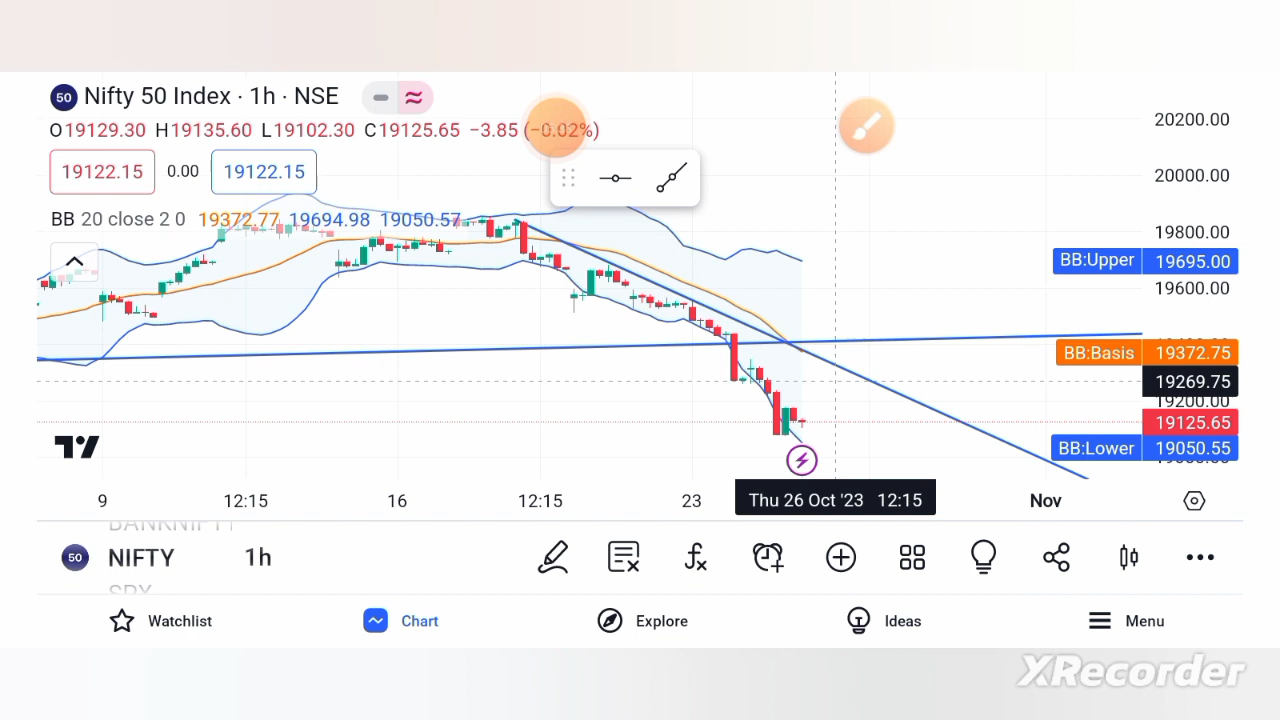 50 Nifty 50 Index · 1h · NSE
O19129.30 H19135.60 L19102.30 C19125.65 −3.85 (−0.02%)
19122.15 0.00 19122.15
BB 20 close 2 0 19372.77 19694.98 19050.57
20200.00
20000.00
19800.00
BB:Upper 19695.00
19600.00
BB:Basis 19372.75
19269.75
19200.00
19125.65
BB:Lower 19050.55
9 12:15 16 12:15 23 Thu 26 Oct '23 12:15 Nov
BANKNIFTY
50 NIFTY 1h
SPX
Watchlist Chart Explore Ideas Menu
XRecorder